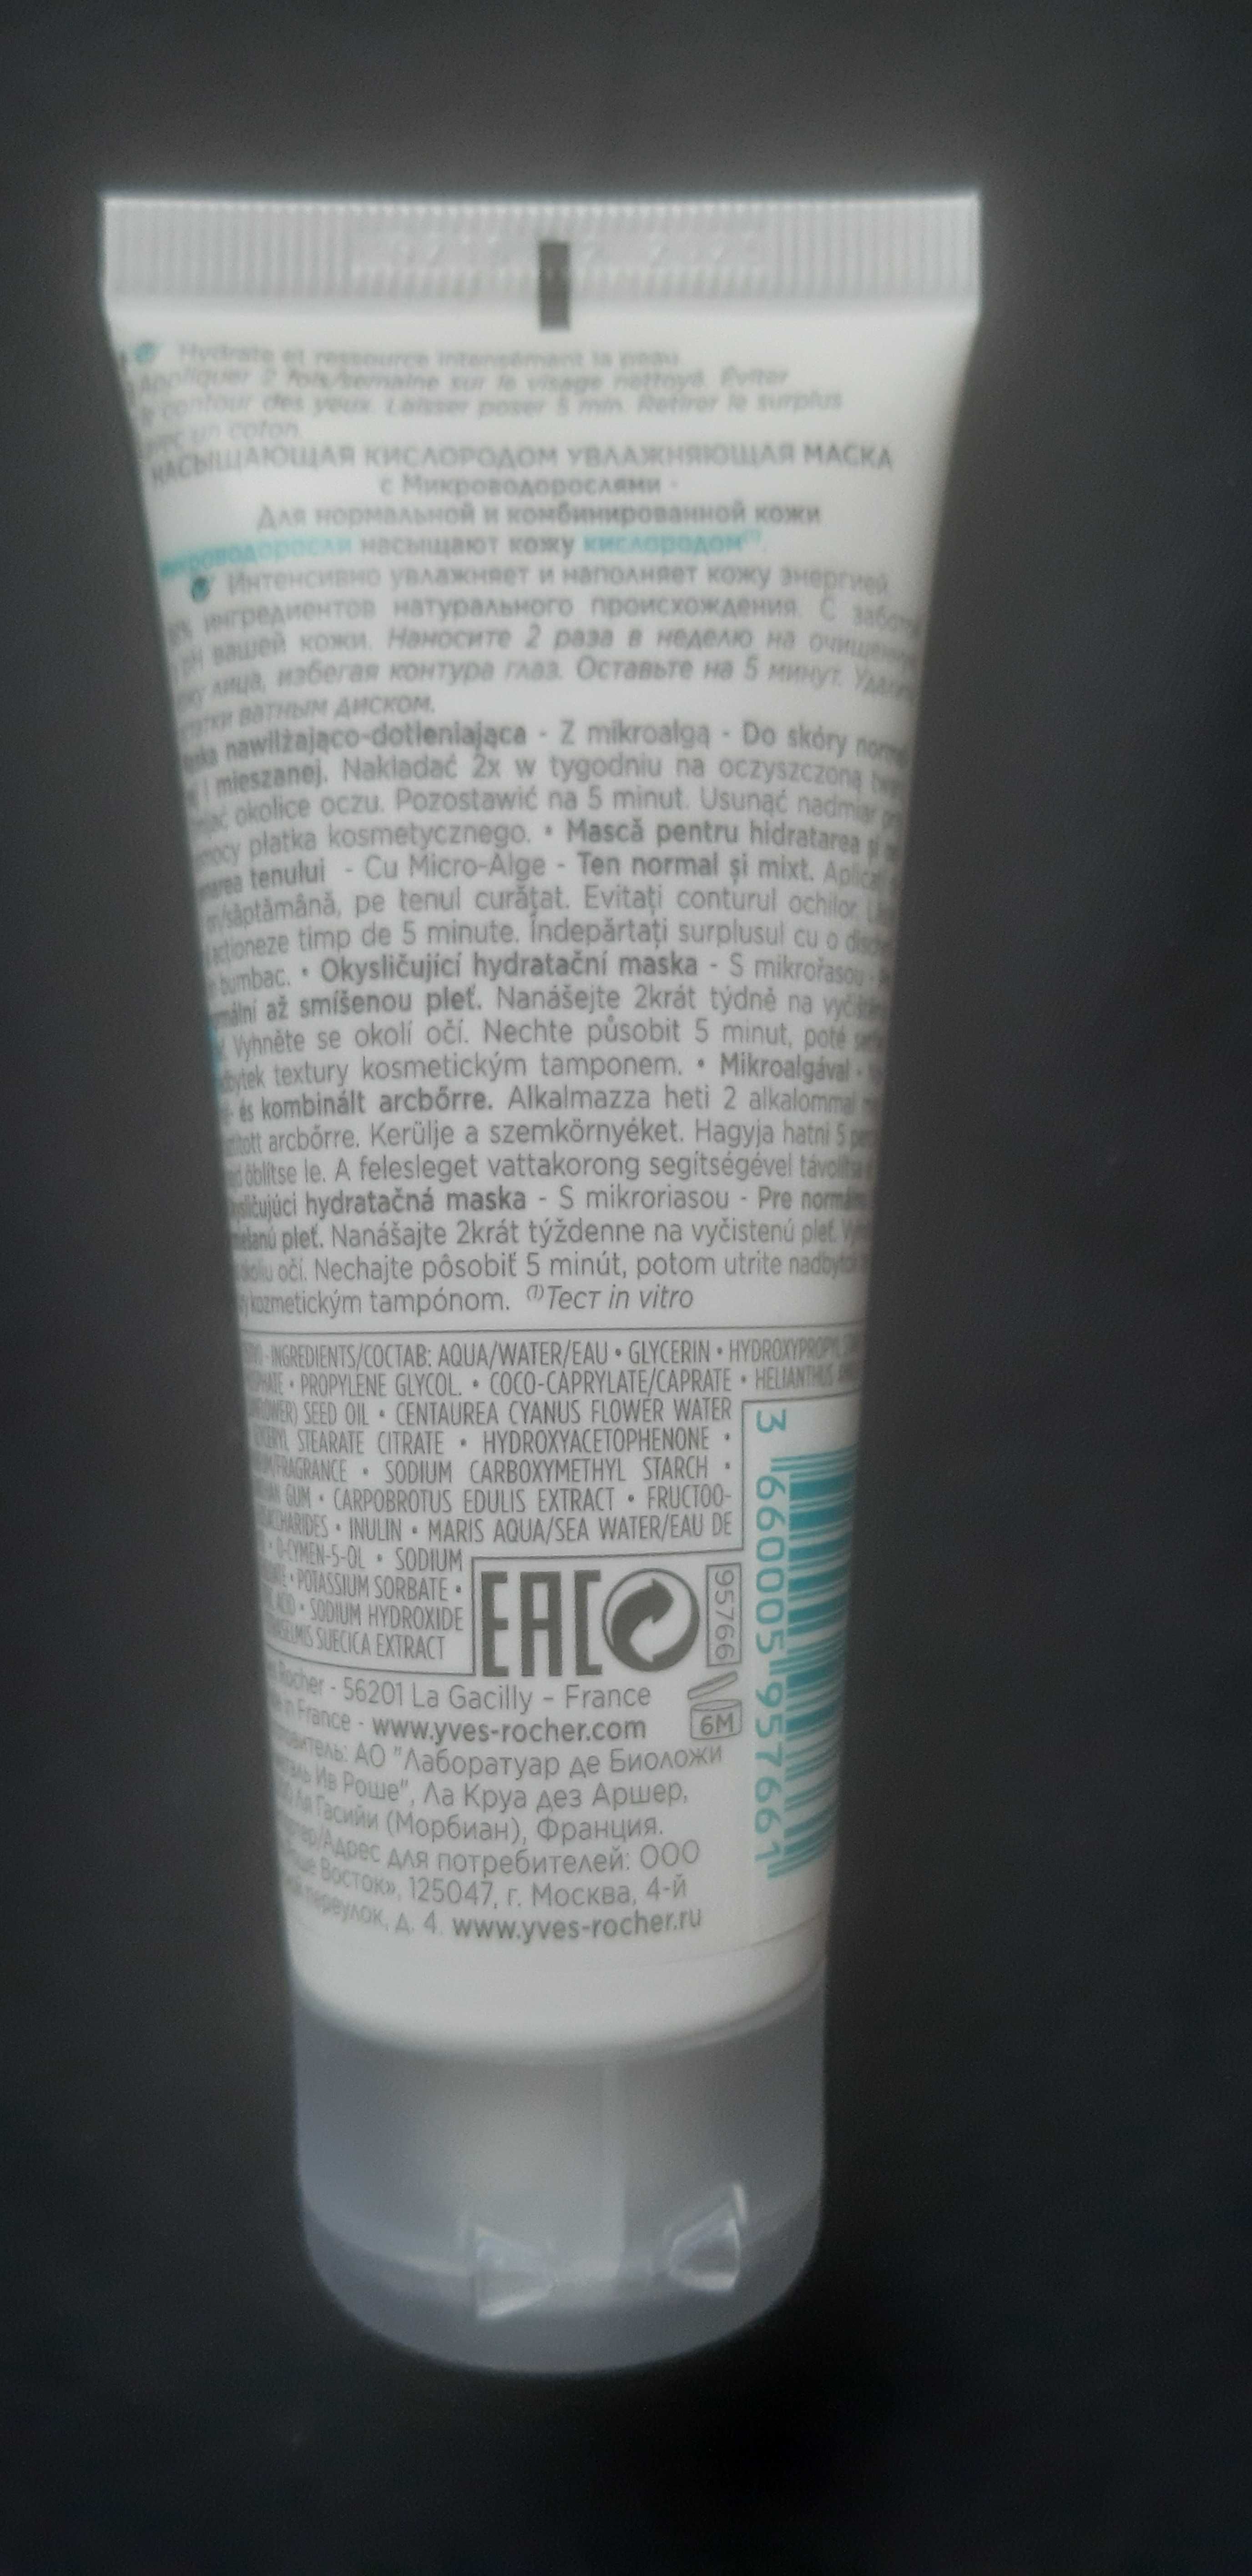 Hydrate et ressource intensément la peau.
Appliquer 2 fois/semaine sur le visage nettoyé. Éviter
contour des yeux. Laisser poser 5 min. Retirer le surplus
un coton.
НАСЫЩАЮЩАЯ КИСЛОРОДОМ УВЛАЖНЯЮЩАЯ МАСКА
с Микроводорослями -
Для нормальной и комбинированной кожи
насыщают кожу кислородом(1).
Интенсивно увлажняет и наполняет кожу энергией.
ингредиентов натурального происхождения. С
pH вашей кожи. Наносите 2 раза в неделю на
лица, избегая контура глаз. Оставьте на 5 минут.
ватным диском.
nawilżająco-dotleniająca - Z mikroalgą - Do skóry
i mieszanej. Nakładać 2x w tygodniu na oczyszczoną
okolice oczu. Pozostawić na 5 minut. Usunąć nadmiar
płatka kosmetycznego. • Mască pentru hidratarea și
tenului - Cu Micro-Alge - Ten normal și mixt.
pe tenul curățat. Evitați conturul ochilor.
timp de 5 minute. Îndepărtați surplusul cu o
bumbac. • Okysličující hydratační maska - S mikrořasou -
až smíšenou pleť. Nanášejte 2krát týdně na
Vyhněte se okolí očí. Nechte působit 5 minut, poté
textury kosmetickým tamponem. • Mikroalgával -
és kombinált arcbőrre. Alkalmazza heti 2 alkalommal
arcbőrre. Kerülje a szemkörnyéket. Hagyja hatni 5
öblítse le. A felesleget vattakorong segítségével
hydratačná maska - S mikroriasou - Pre
pleť. Nanášajte 2krát týždenne na vyčistenú pleť.
očí. Nechajte pôsobiť 5 minút, potom utrite
kozmetickým tampónom. (1)Тест in vitro
INGREDIENTS/СОСТАВ: AQUA/WATER/EAU • GLYCERIN • HYDROXYPROPYL
• PROPYLENE GLYCOL. • COCO-CAPRYLATE/CAPRATE • HELIANTHUS
SEED OIL • CENTAUREA CYANUS FLOWER WATER
STEARATE CITRATE • HYDROXYACETOPHENONE •
FRAGRANCE • SODIUM CARBOXYMETHYL STARCH •
GUM • CARPOBROTUS EDULIS EXTRACT • FRUCTOO-
• INULIN • MARIS AQUA/SEA WATER/EAU DE
• O-CYMEN-5-OL • SODIUM
• POTASSIUM SORBATE •
• SODIUM HYDROXIDE
SUECICA EXTRACT
EAC
95766
3 660005 957661
6M
Rocher - 56201 La Gacilly - France
in France - www.yves-rocher.com
АО "Лаборатуар де Биоложи
Ив Роше", Ла Круа дез Аршер,
Ла Гасийи (Морбиан), Франция.
Адрес для потребителей: ООО
Восток», 125047, г. Москва, 4-й
переулок, д. 4. www.yves-rocher.ru